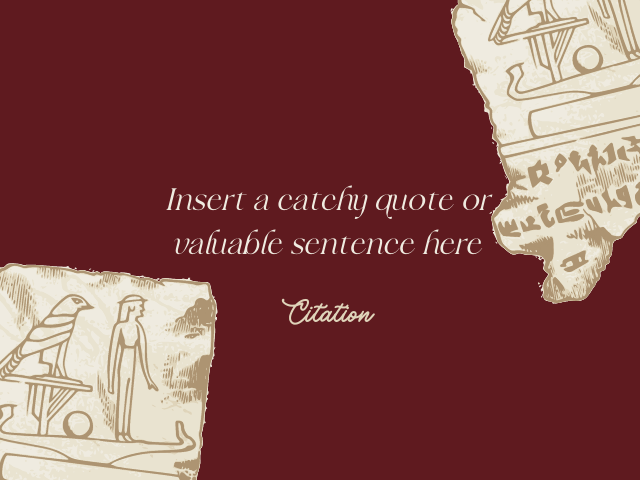 Insert a catchy quote or
valuable sentence here
Citation